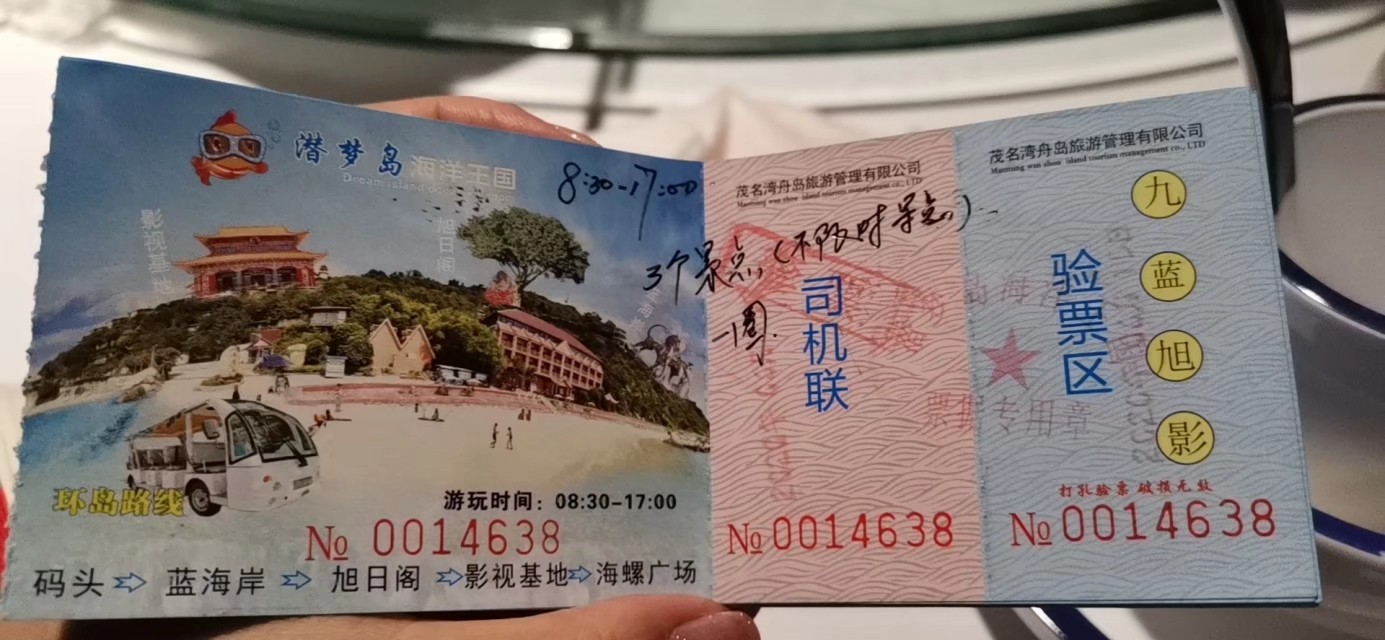 潜梦岛
海洋王国
影视基地
旭日阁
8:30-17:00
3个景点(不限时景点)
一圈.
环岛路线
游玩时间：08:30-17:00
№ 0014638
码头⇨蓝海岸⇨旭日阁⇨影视基地⇨海螺广场
茂名湾舟岛旅游管理有限公司
司机联
№0014638
茂名湾舟岛旅游管理有限公司
验票区
九
蓝
旭
影
票据专用章
打孔验票 破损无效
№0014638